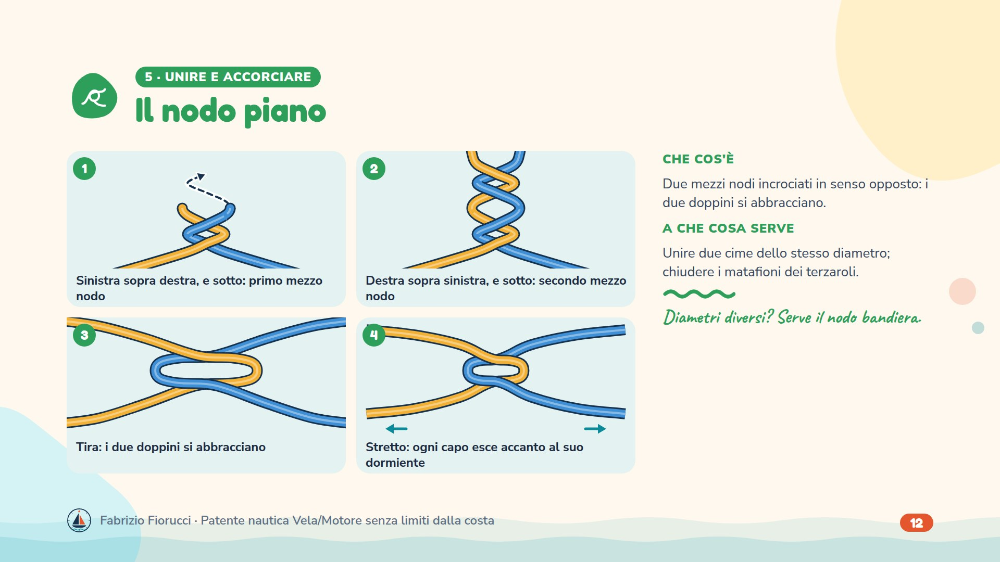 5 · UNIRE E ACCORCIARE
Il nodo piano
1
Sinistra sopra destra, e sotto: primo mezzo
nodo
2
Destra sopra sinistra, e sotto: secondo mezzo
nodo
3
Tira: i due doppini si abbracciano
4
Stretto: ogni capo esce accanto al suo
dormiente
CHE COS'È
Due mezzi nodi incrociati in senso opposto: i
due doppini si abbracciano.
A CHE COSA SERVE
Unire due cime dello stesso diametro;
chiudere i matafioni dei terzaroli.
Diametri diversi? Serve il nodo bandiera.
Fabrizio Fiorucci · Patente nautica Vela/Motore senza limiti dalla costa
12